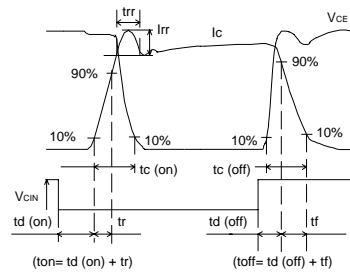 trr
Irr
Ic
VCE
90%
90%
10%
10%
10%
10%
tc (on)
tc (off)
VCIN
td (on)
tr
td (off)
tf
(ton= td (on) + tr)
(toff= td (off) + tf)